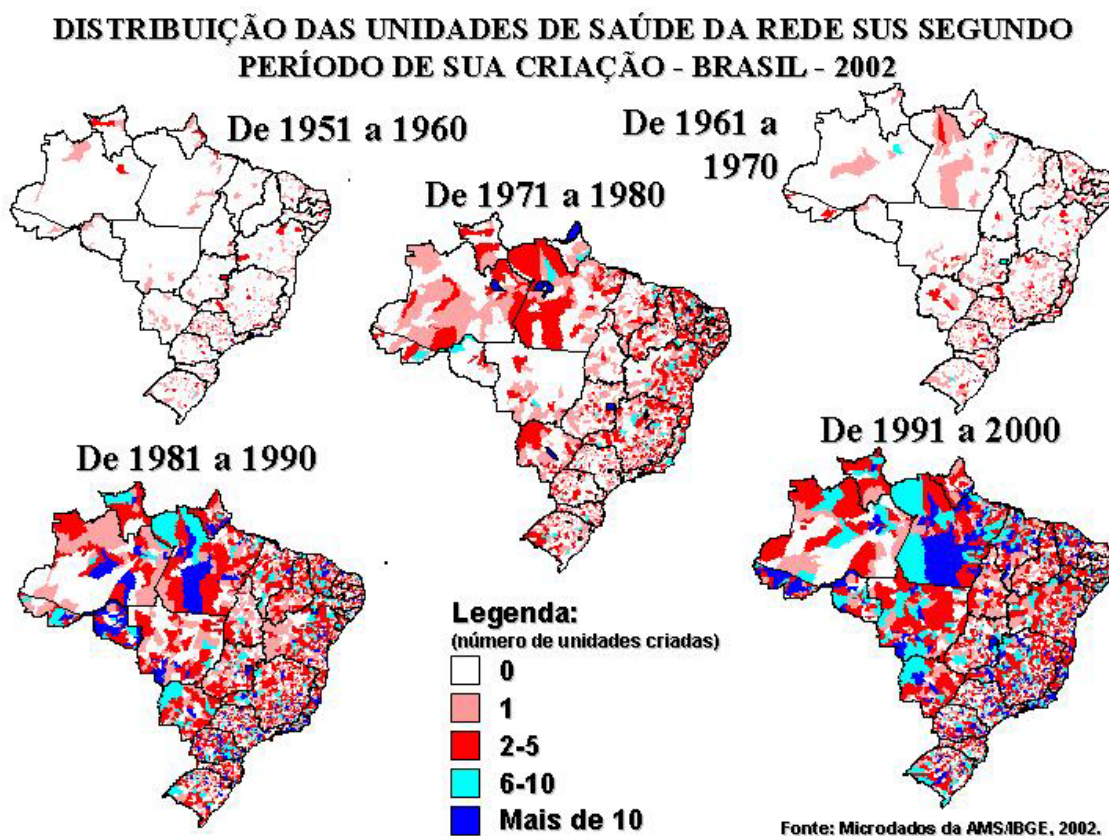 DISTRIBUIÇÃO DAS UNIDADES DE SAÚDE DA REDE SUS SEGUNDO
PERÍODO DE SUA CRIAÇÃO - BRASIL - 2002
De 1951 a 1960
De 1961 a
1970
De 1971 a 1980
De 1981 a 1990
De 1991 a 2000
Legenda:
(número de unidades criadas)
0
1
2-5
6-10
Mais de 10
Fonte: Microdados da AMS/IBGE, 2002.